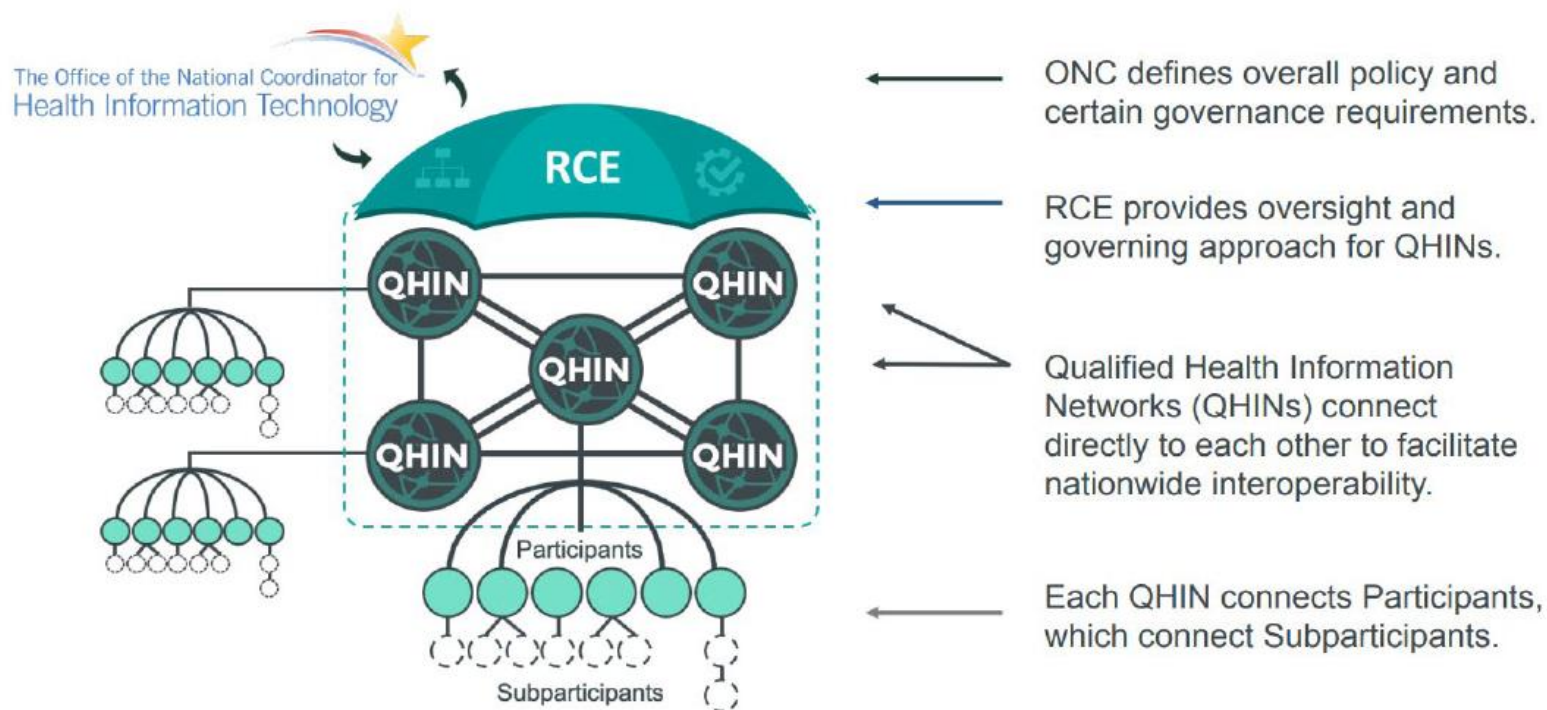 The Office of the National Coordinator for
Health Information Technology
RCE
QHIN
QHIN
QHIN
QHIN
QHIN
Participants
Subparticipants
ONC defines overall policy and
certain governance requirements.
RCE provides oversight and
governing approach for QHINs.
Qualified Health Information
Networks (QHINs) connect
directly to each other to facilitate
nationwide interoperability.
Each QHIN connects Participants,
which connect Subparticipants.